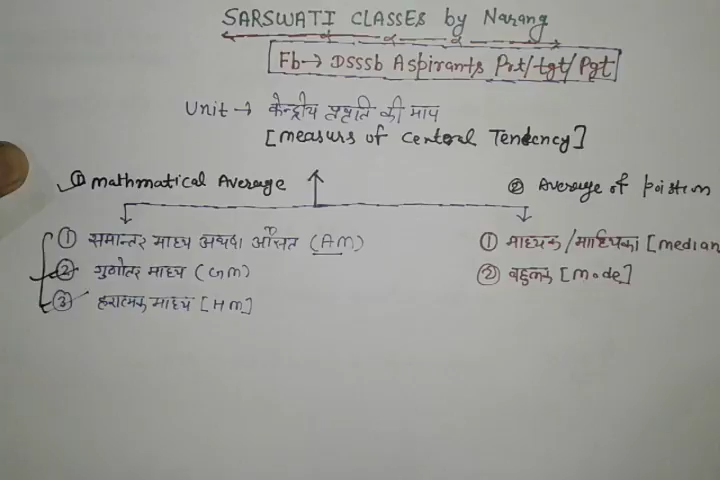 SARSWATI CLASSES by Narang
Fb → Dsssb Aspirants Prt/tgt/Pgt
Unit → केन्द्रीय प्रवृति की माप
[measurs of Central Tendency]
① mathmatical Average
② Average of
① समान्तर माध्य अथवा औसत (AM)
② गुणोतर माध्य (GM)
③ हरात्मक माध्य [HM]
① माध्यक/माध्यिका [median
② बहुलक [mode]